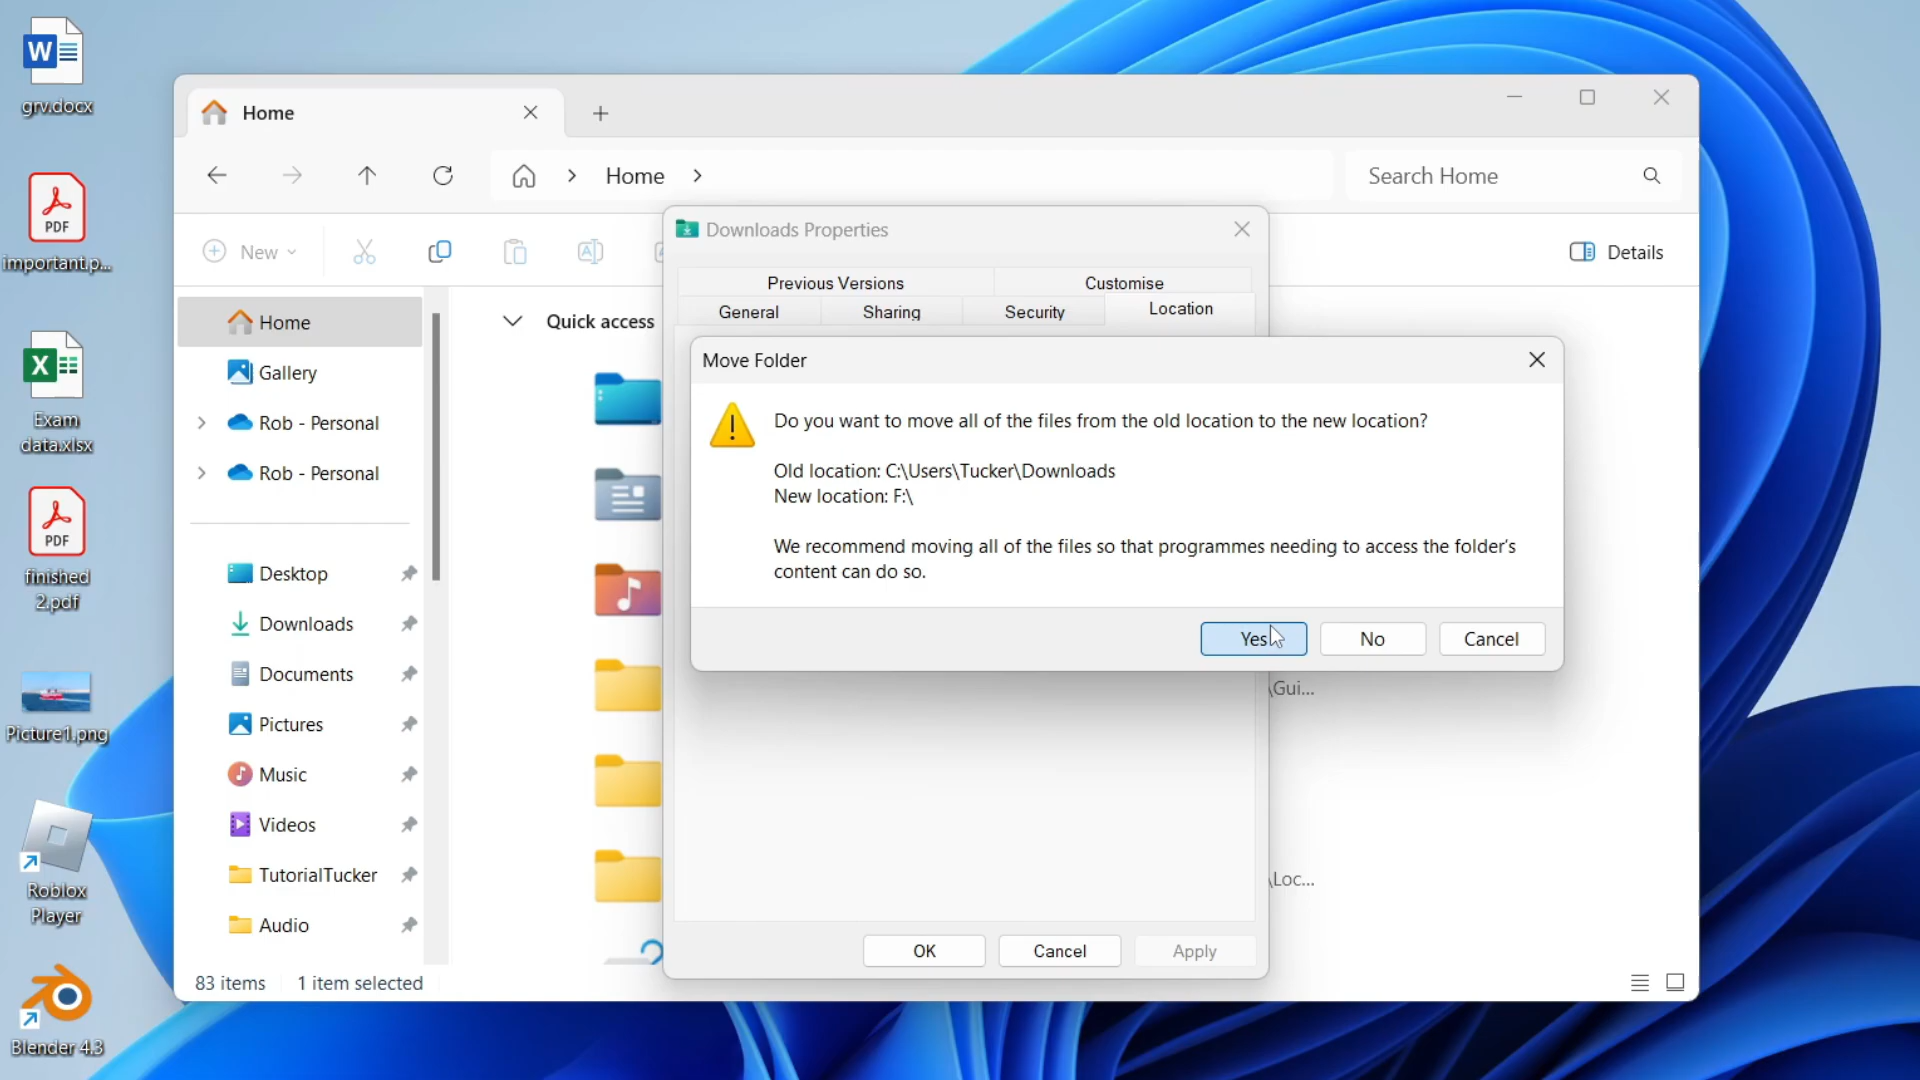 grv.docx
PDF
important.p...
Exam
data.xlsx
PDF
finished
2.pdf
Picture1.png
Roblox
Player
Blender 4.3
Home
Home
Search Home
New
Details
Home
Gallery
Rob - Personal
Rob - Personal
Desktop
Downloads
Documents
Pictures
Music
Videos
TutorialTucker
Audio
Quick access
\Gui...
\Loc...
83 items
1 item selected
Downloads Properties
Previous Versions
Customise
General
Sharing
Security
Location
Move Folder
Do you want to move all of the files from the old location to the new location?
Old location: C:\Users\Tucker\Downloads
New location: F:\
We recommend moving all of the files so that programmes needing to access the folder's
content can do so.
Yes
No
Cancel
OK
Cancel
Apply